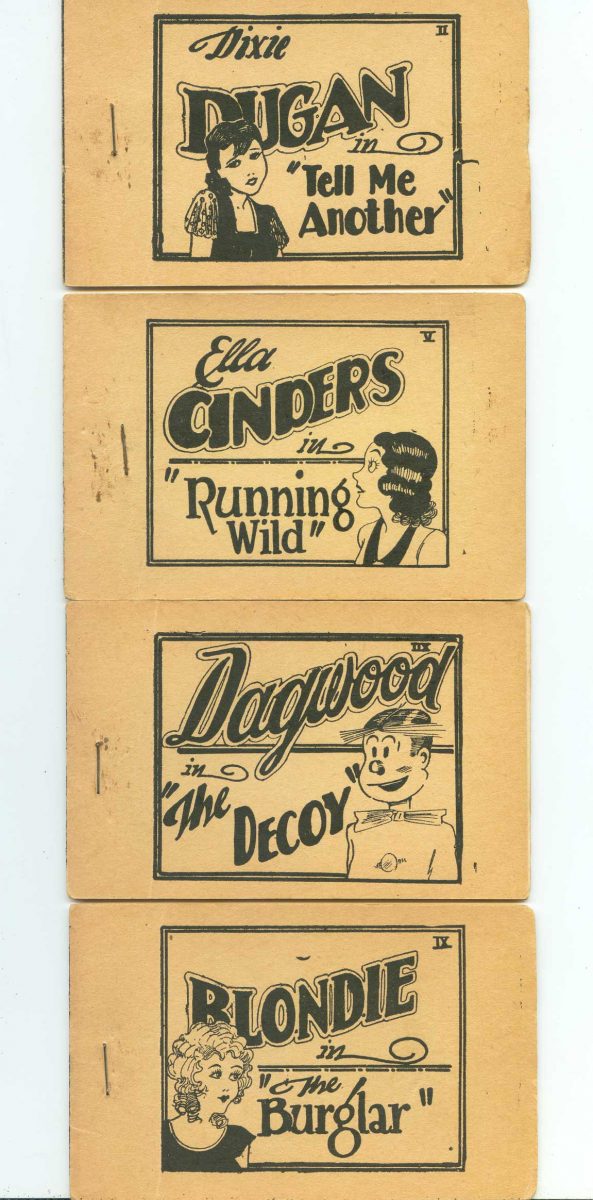 II
Dixie
DUGAN
in
"Tell Me
Another"
V
Ella
CINDERS
in
"Running
Wild"
IIX
Dagwood
in
"The
DECOY"
IX
BLONDIE
in
"The
Burglar"